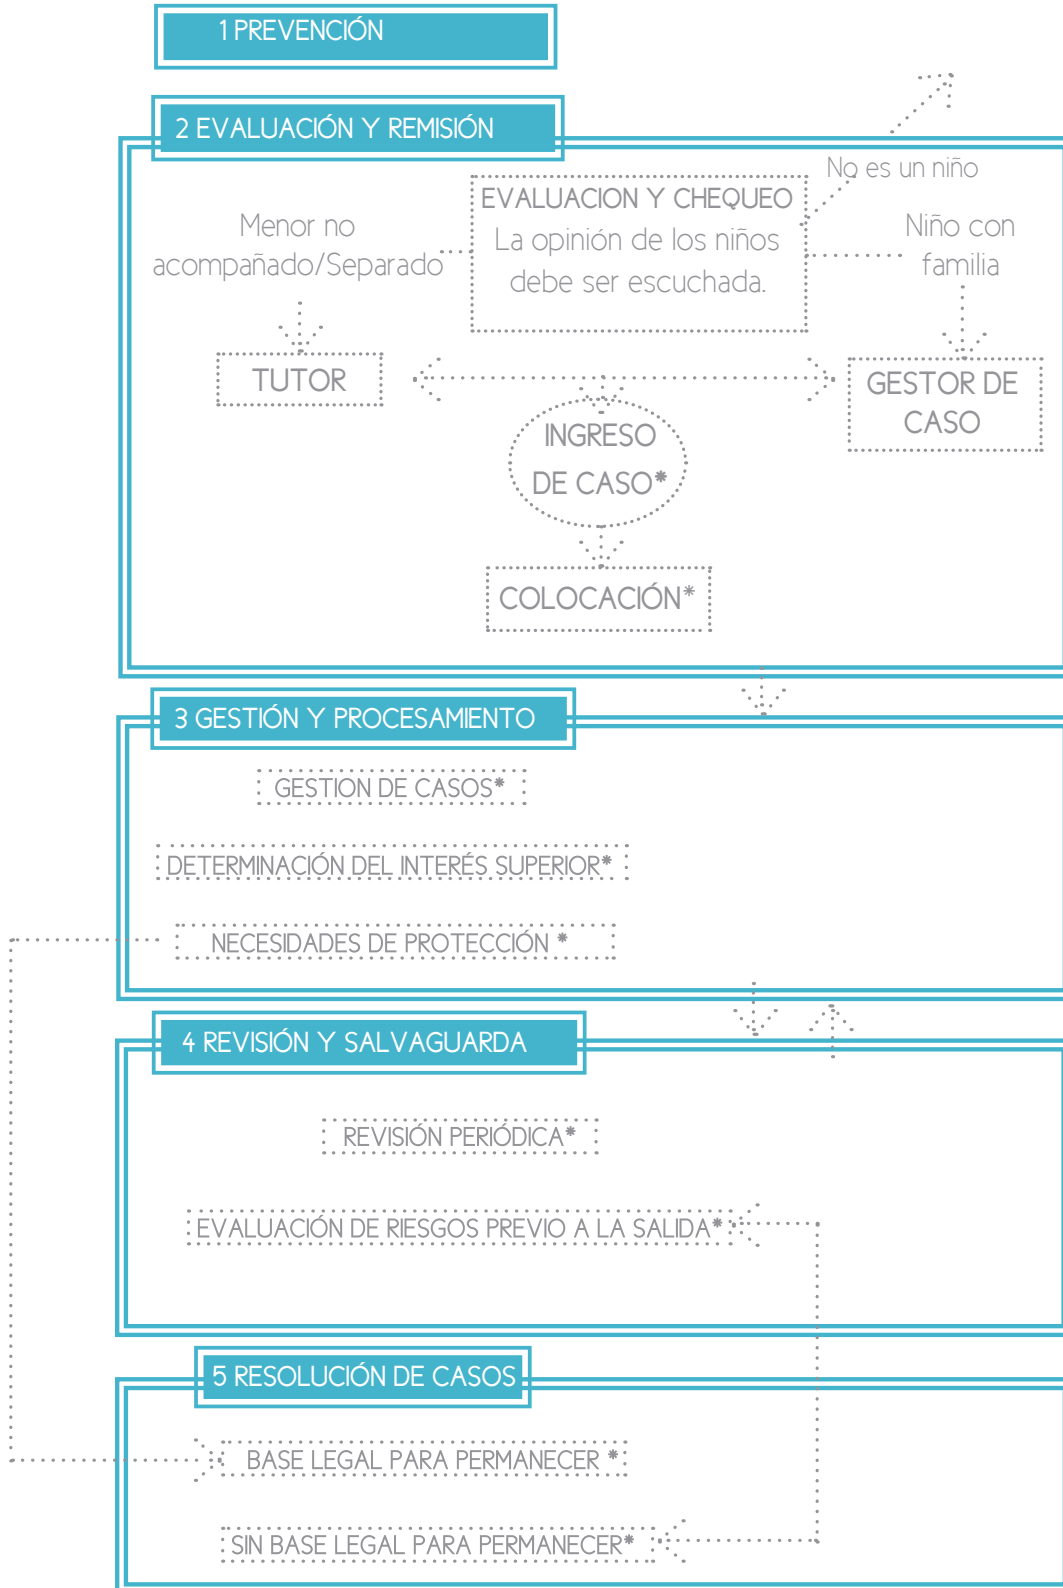 1 PREVENCIÓN
2 EVALUACIÓN Y REMISIÓN
No es un niño
EVALUACION Y CHEQUEO
La opinión de los niños
debe ser escuchada.
Menor no
acompañado/Separado
Niño con
familia
TUTOR
GESTOR DE
CASO
INGRESO
DE CASO*
COLOCACIÓN*
3 GESTIÓN Y PROCESAMIENTO
GESTION DE CASOS*
DETERMINACIÓN DEL INTERÉS SUPERIOR*
NECESIDADES DE PROTECCIÓN *
4 REVISIÓN Y SALVAGUARDA
REVISIÓN PERIÓDICA*
EVALUACIÓN DE RIESGOS PREVIO A LA SALIDA*
5 RESOLUCIÓN DE CASOS
BASE LEGAL PARA PERMANECER *
SIN BASE LEGAL PARA PERMANECER*